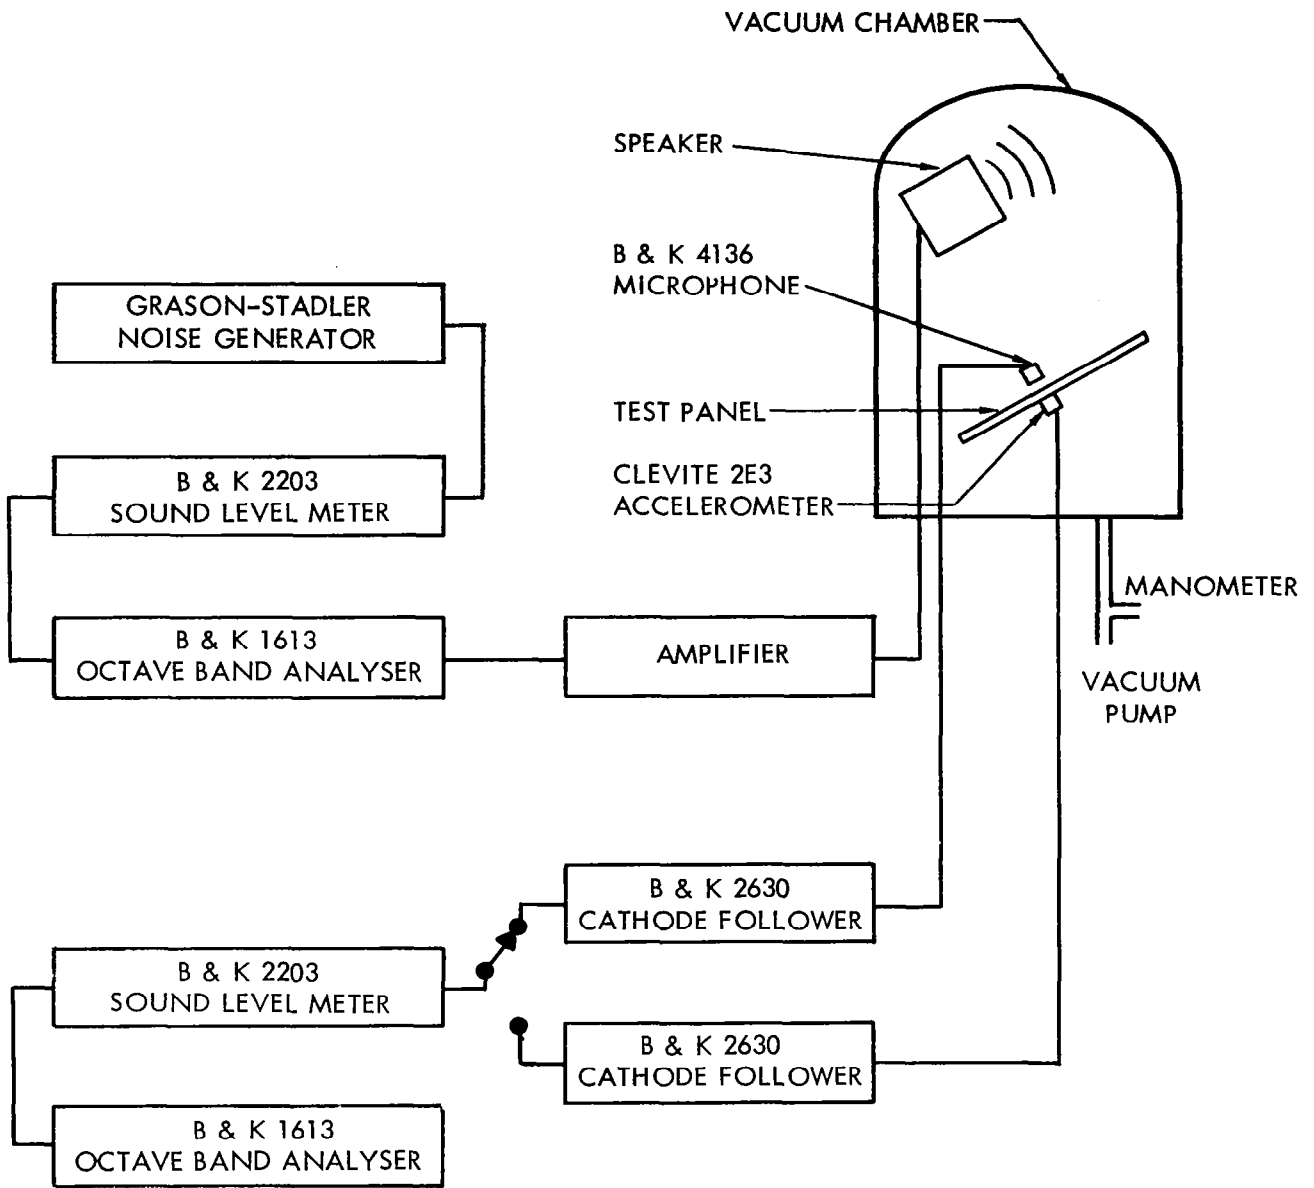 VACUUM CHAMBER
SPEAKER
B & K 4136
MICROPHONE
GRASON-STADLER
NOISE GENERATOR
TEST PANEL
B & K 2203
SOUND LEVEL METER
CLEVITE 2E3
ACCELEROMETER
MANOMETER
B & K 1613
OCTAVE BAND ANALYSER
AMPLIFIER
VACUUM
PUMP
B & K 2630
CATHODE FOLLOWER
B & K 2203
SOUND LEVEL METER
B & K 2630
CATHODE FOLLOWER
B & K 1613
OCTAVE BAND ANALYSER